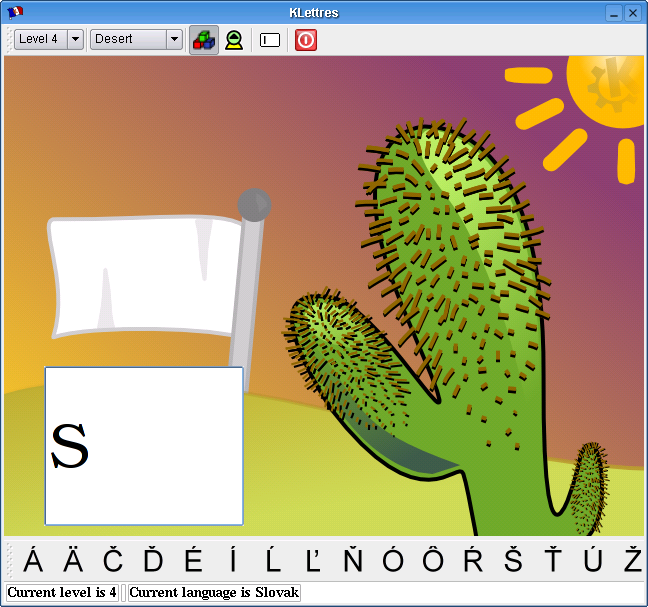 KLettres
Level 4 Desert
K
S
Á Ä Č Ď É Í Ĺ Ľ Ň Ó Ô Ŕ Š Ť Ú Ž
Current level is 4 Current language is Slovak